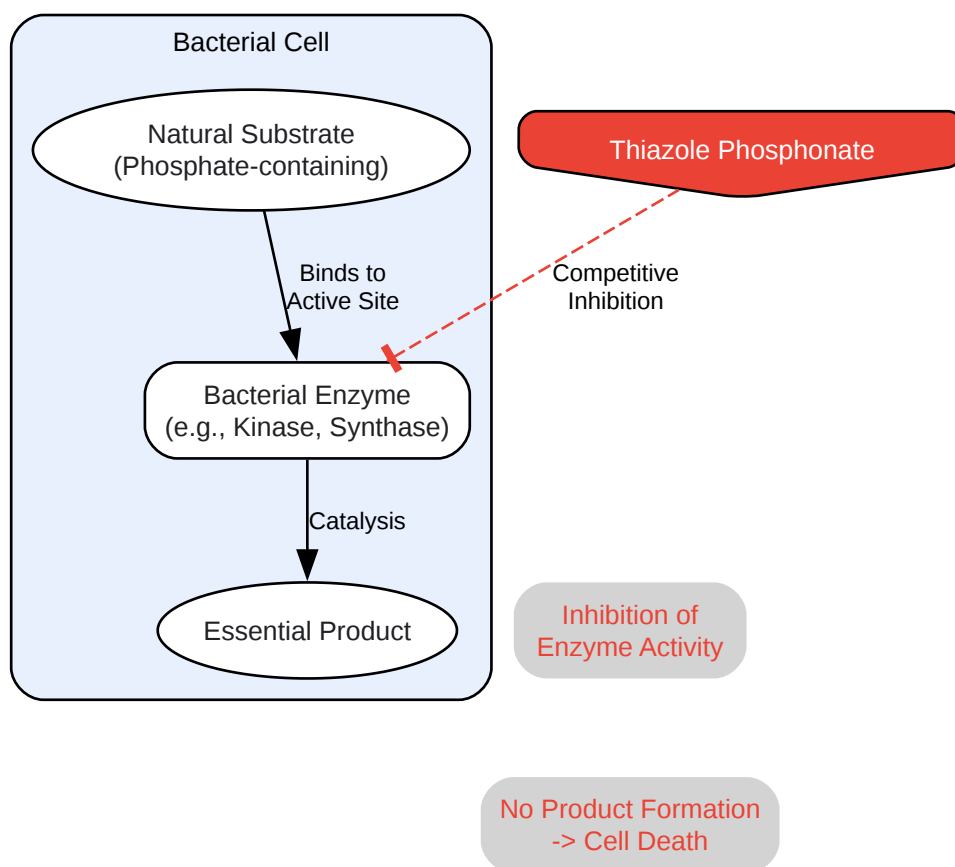 Bacterial Cell
Natural Substrate
(Phosphate-containing)
Thiazole Phosphonate
Binds to
Active Site
Competitive
Inhibition
Bacterial Enzyme
(e.g., Kinase, Synthase)
Catalysis
Essential Product
Inhibition of
Enzyme Activity
No Product Formation
-> Cell Death